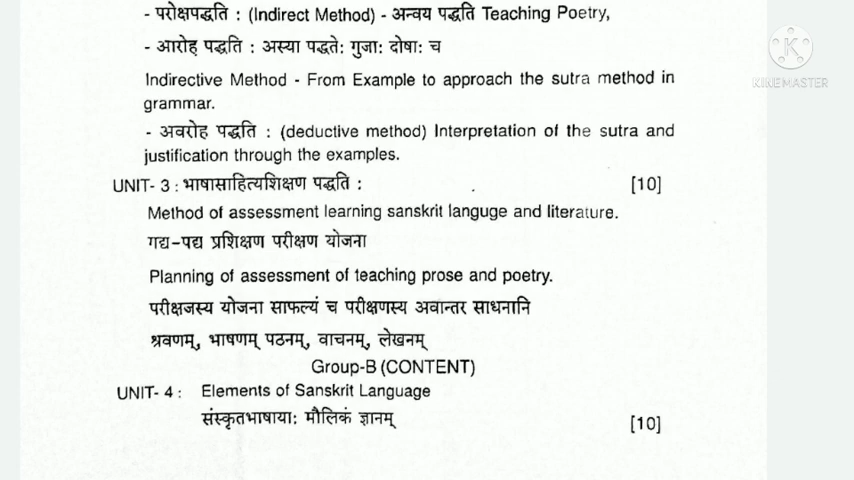 - परोक्षपद्धति : (Indirect Method) - अन्वय पद्धति Teaching Poetry,
- आरोह पद्धति : अस्या पद्धते: गुजा: दोषा: च
Indirective Method - From Example to approach the sutra method in
grammar.
- अवरोह पद्धति : (deductive method) Interpretation of the sutra and
justification through the examples.
UNIT- 3 : भाषासाहित्यशिक्षण पद्धति : [10]
Method of assessment learning sanskrit languge and literature.
गद्य-पद्य प्रशिक्षण परीक्षण योजना
Planning of assessment of teaching prose and poetry.
परीक्षजस्य योजना साफल्यं च परीक्षणस्य अवान्तर साधनानि
श्रवणम्, भाषणम् पठनम्, वाचनम्, लेखनम्
Group-B (CONTENT)
UNIT- 4 : Elements of Sanskrit Language
संस्कृतभाषाया: मौलिकं ज्ञानम् [10]
K
KINEMASTER